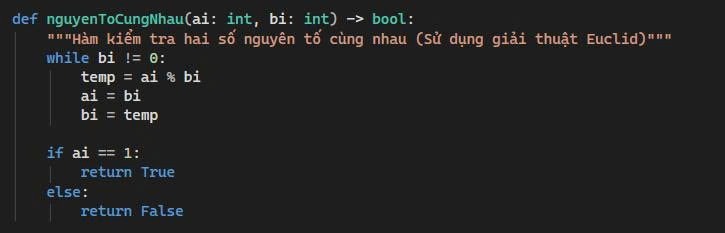 def nguyenToCungNhau(ai: int, bi: int) -> bool:
    """Hàm kiểm tra hai số nguyên tố cùng nhau (Sử dụng giải thuật Euclid)"""
    while bi != 0:
        temp = ai % bi
        ai = bi
        bi = temp

    if ai == 1:
        return True
    else:
        return False